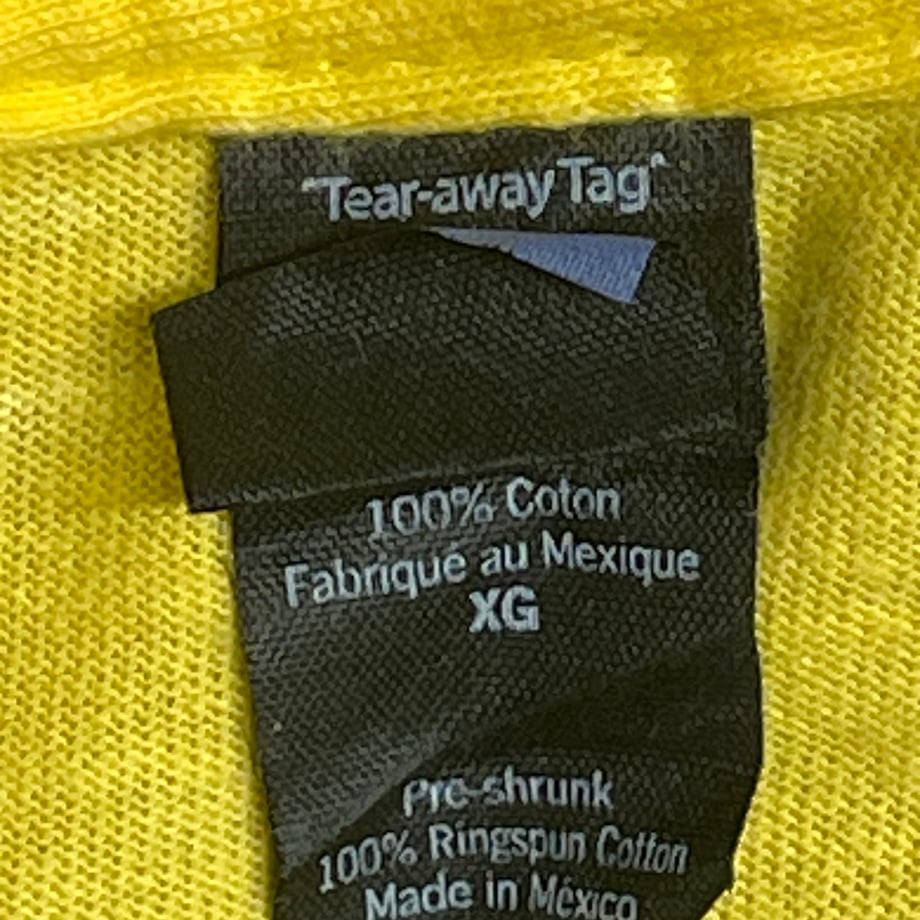 "Tear-away Tag"
100% Coton
Fabriqué au Mexique
XG
Pre-shrunk
100% Ringspun Cotton
Made in México